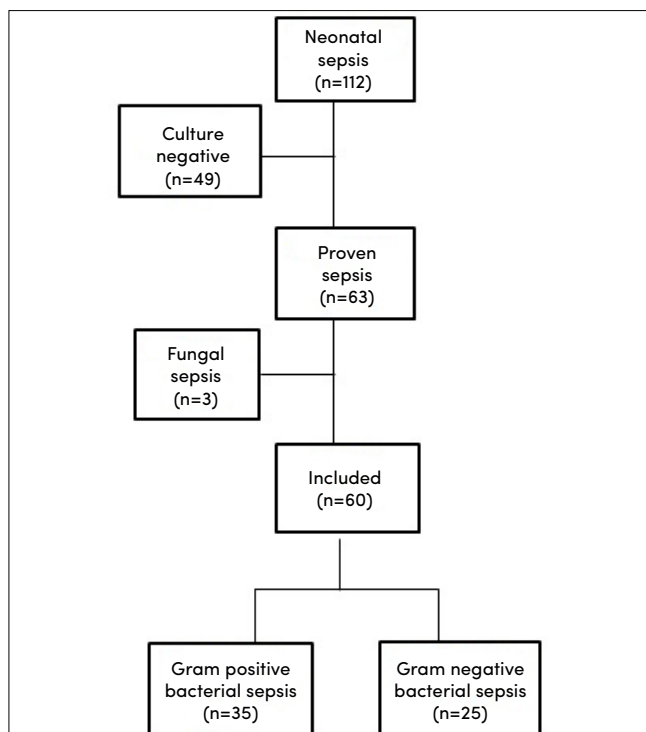 Neonatal
sepsis
(n=112)
Culture
negative
(n=49)
Proven
sepsis
(n=63)
Fungal
sepsis
(n=3)
Included
(n=60)
Gram positive
bacterial sepsis
(n=35)
Gram negative
bacterial sepsis
(n=25)